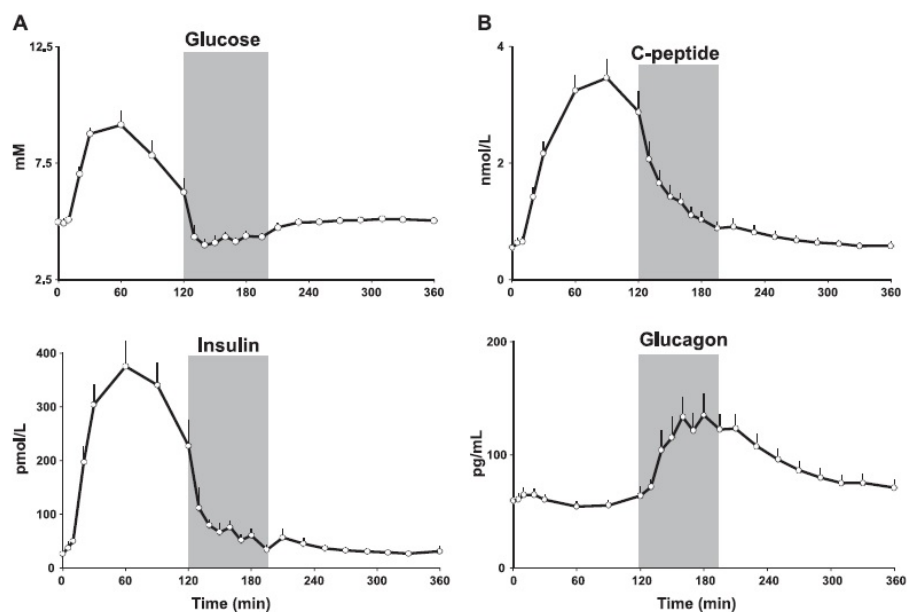 A
Glucose
12,5
7,5
2,5
mM
0 60 120 180 240 300 360
B
C-peptide
4
2
0
nmol/L
0 60 120 180 240 300 360
Insulin
400
300
200
100
0
pmol/L
0 60 120 180 240 300 360
Time (min)
Glucagon
200
100
0
pg/mL
0 60 120 180 240 300 360
Time (min)